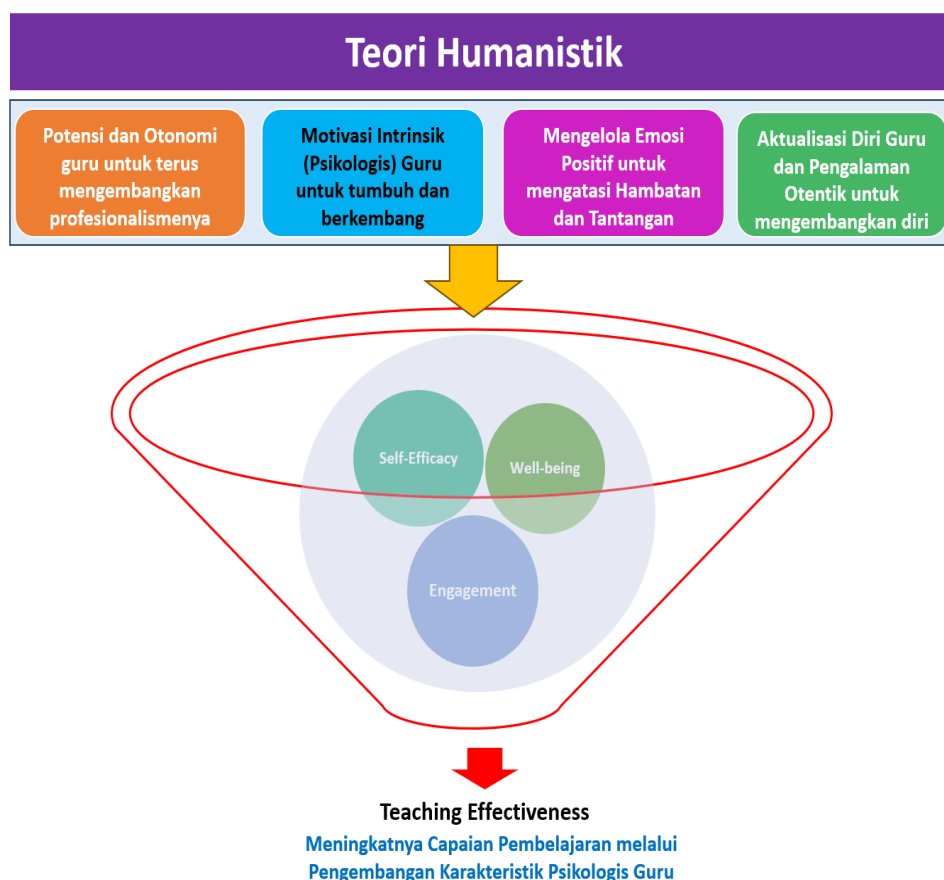 Teori Humanistik
Potensi dan Otonomi
guru untuk terus
mengembangkan
profesionalismenya
Motivasi Intrinsik
(Psikologis) Guru
untuk tumbuh dan
berkembang
Mengelola Emosi
Positif untuk
mengatasi Hambatan
dan Tantangan
Aktualisasi Diri Guru
dan Pengalaman
Otentik untuk
mengembangkan diri
Self-Efficacy
Well-being
Engagement
Teaching Effectiveness
Meningkatnya Capaian Pembelajaran melalui
Pengembangan Karakteristik Psikologis Guru